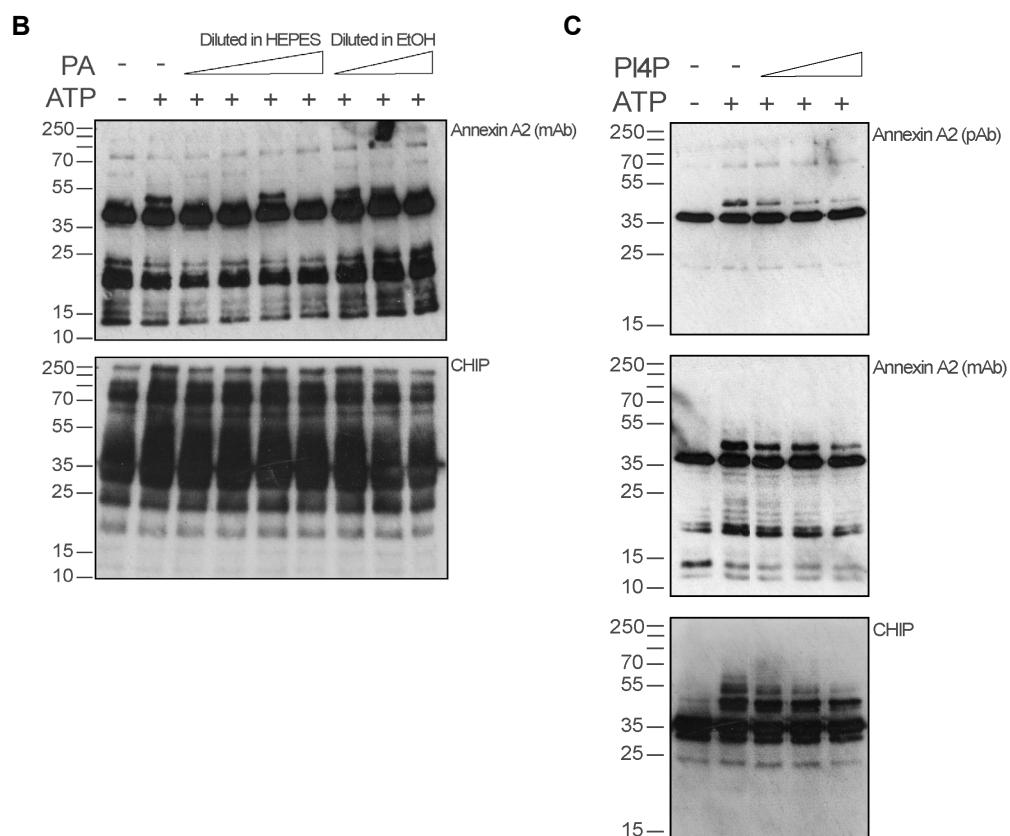 B
Diluted in HEPES Diluted in EtOH
PA - -
ATP - + + + + + + + +
250
70
55
35
25
15
10
Annexin A2 (mAb)
250
70
55
35
25
15
10
CHIP
C
PI4P - -
ATP - + + + +
250
70
55
35
25
15
Annexin A2 (pAb)
250
70
55
35
25
15
10
Annexin A2 (mAb)
250
70
55
35
25
15
CHIP